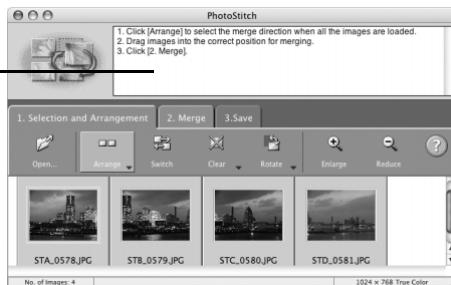 PhotoStitch
1. Click [Arrange] to select the merge direction when all the images are loaded.
2. Drag images into the correct position for merging.
3. Click [2. Merge].
1. Selection and Arrangement 2. Merge 3.Save
Open... Arrange Switch Clear Rotate Enlarge Reduce ?
STA_0578.JPG STB_0579.JPG STC_0580.JPG STD_0581.JPG
No. of Images: 4 1024 x 768 True Color